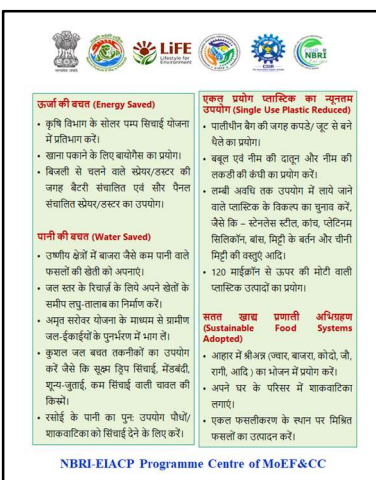 LiFE
Lifestyle for
Environment
CSIR
NBRI
ऊर्जा की बचत (Energy Saved)
• कृषि विभाग के सोलर पम्प सिचाई योजना
में प्रतिभाग करें।
• खाना पकाने के लिए बायोगैस का प्रयोग।
• बिजली से चलने वाले स्प्रेयर/डस्टर की
जगह बैटरी संचालित एवं सौर पैनल
संचालित स्प्रेयर/डस्टर का उपयोग।
पानी की बचत (Water Saved)
• उष्णीय क्षेत्रों में बाजरा जैसे कम पानी वाले
फसलों की खेती को अपनाएं।
• जल स्तर के रिचार्ज़ के लिये अपने खेतों के
समीप लघु-तालाब का निर्माण करें।
• अमृत सरोवर योजना के माध्यम से ग्रामीण
जल-ईकाईयों के पुनर्भरण में भाग लें।
• कुशल जल बचत तकनीकों का उपयोग
करें जैसे कि सूक्ष्म ड्रिप सिंचाई, मेंडबंदी,
शून्य-जुताई, कम सिंचाई वाली चावल की
किस्में।
• रसोई के पानी का पुन: उपयोग पौधों/
शाकवाटिका को सिंचाई देने के लिए करें।
एकल प्रयोग प्लास्टिक का न्यूनतम
उपयोग (Single Use Plastic Reduced)
• पालीथीन बैग की जगह कपडें/ जूट से बने
थैले का प्रयोग।
• बबूल एवं नीम की दातून और नीम की
लकडी की कंघी का प्रयोग करें।
• लम्बी अवधि तक उपयोग में लाये जाने
वाले प्लास्टिक के विकल्प का चुनाव करें,
जैसे कि – स्टेनलेस स्टील, कांच, प्लेटिनम
सिलिकॉन, बांस, मिट्टी के बर्तन और चीनी
मिट्टी की वस्तुएं आदि।
• 120 माईक्रॉन से ऊपर की मोटी वाली
प्लास्टिक उत्पादों का प्रयोग।
सतत खाद्य प्रणाली अभिग्रहण
(Sustainable Food Systems
Adopted)
• आहार में श्रीअन्न (ज्वार, बाजरा, कोदो, जौ,
रागी, आदि ) का भोजन में प्रयोग करें।
• अपने घर के परिसर में शाकवाटिका
लगाएं।
• एकल फसलीकरण के स्थान पर मिश्रित
फसलों का उत्पादन करें।
NBRI-EIACP Programme Centre of MoEF&CC